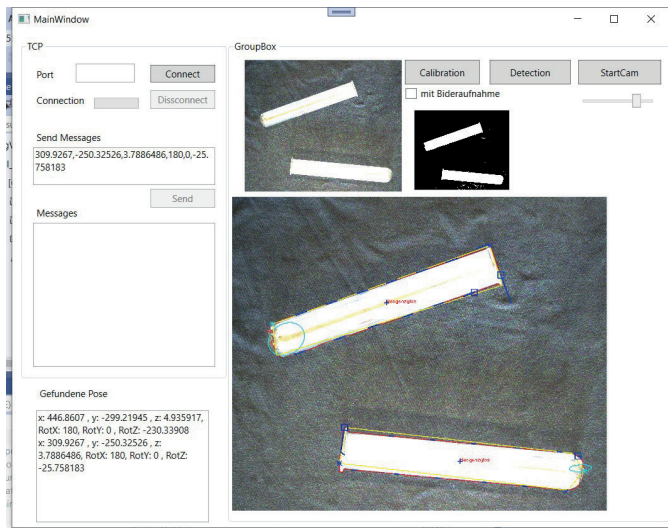 MainWindow
TCP
Port
Connect
Connection
Dissconnect
Send Messages
309.9267,-250.32526,3.7886486,180,0,-25.
758183
Send
Messages
Gefundene Pose
x: 446.8607 , y: -299.21945 , z: 4.935917,
RotX: 180, RotY: 0 , RotZ: -230.33908
x: 309.9267 , y: -250.32526 , z:
3.7886486, RotX: 180, RotY: 0 , RotZ:
-25.758183
GroupBox
Calibration
Detection
StartCam
mit Bideraufnahme